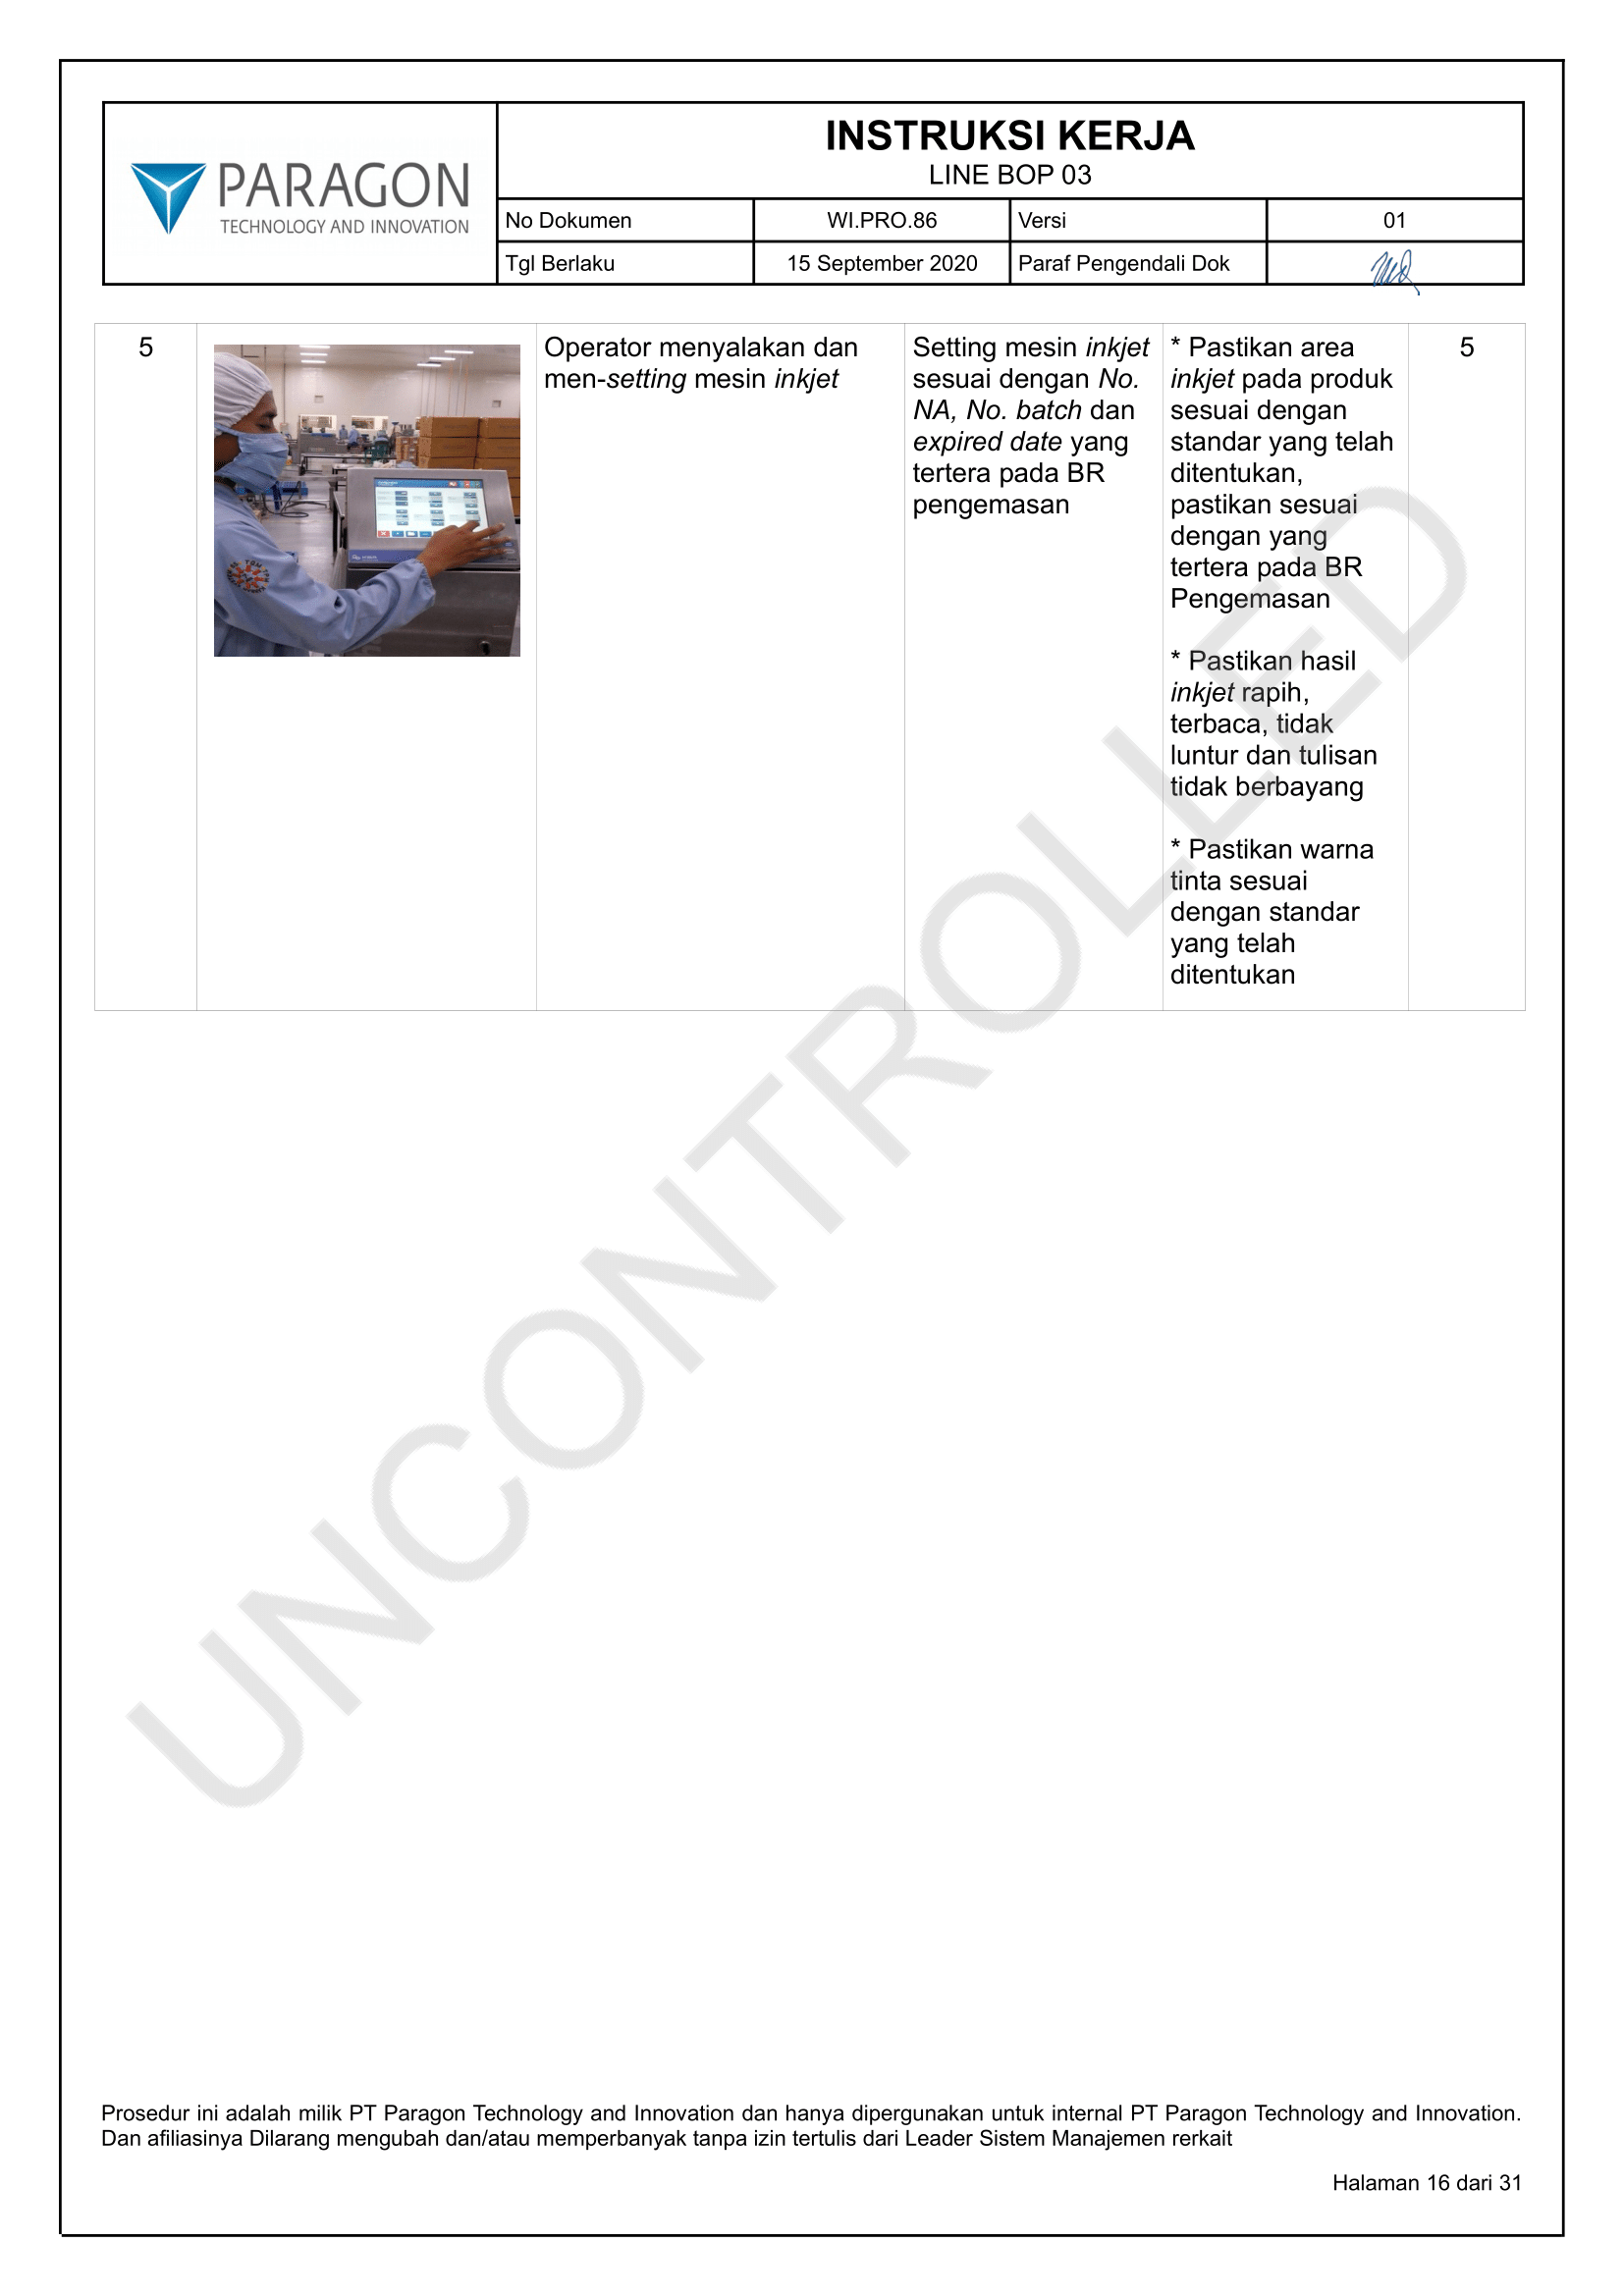 PARAGON
TECHNOLOGY AND INNOVATION
INSTRUKSI KERJA
LINE BOP 03
No Dokumen
WI.PRO.86
Versi
01
Tgl Berlaku
15 September 2020
Paraf Pengendali Dok
5
Operator menyalakan dan
men-setting mesin inkjet
Setting mesin inkjet
sesuai dengan No.
NA, No. batch dan
expired date yang
tertera pada BR
pengemasan
* Pastikan area
inkjet pada produk
sesuai dengan
standar yang telah
ditentukan,
pastikan sesuai
dengan yang
tertera pada BR
Pengemasan
* Pastikan hasil
inkjet rapih,
terbaca, tidak
luntur dan tulisan
tidak berbayang
* Pastikan warna
tinta sesuai
dengan standar
yang telah
ditentukan
5
UNCONTROLLED
Prosedur ini adalah milik PT Paragon Technology and Innovation dan hanya dipergunakan untuk internal PT Paragon Technology and Innovation.
Dan afiliasinya Dilarang mengubah dan/atau memperbanyak tanpa izin tertulis dari Leader Sistem Manajemen rerkait
Halaman 16 dari 31